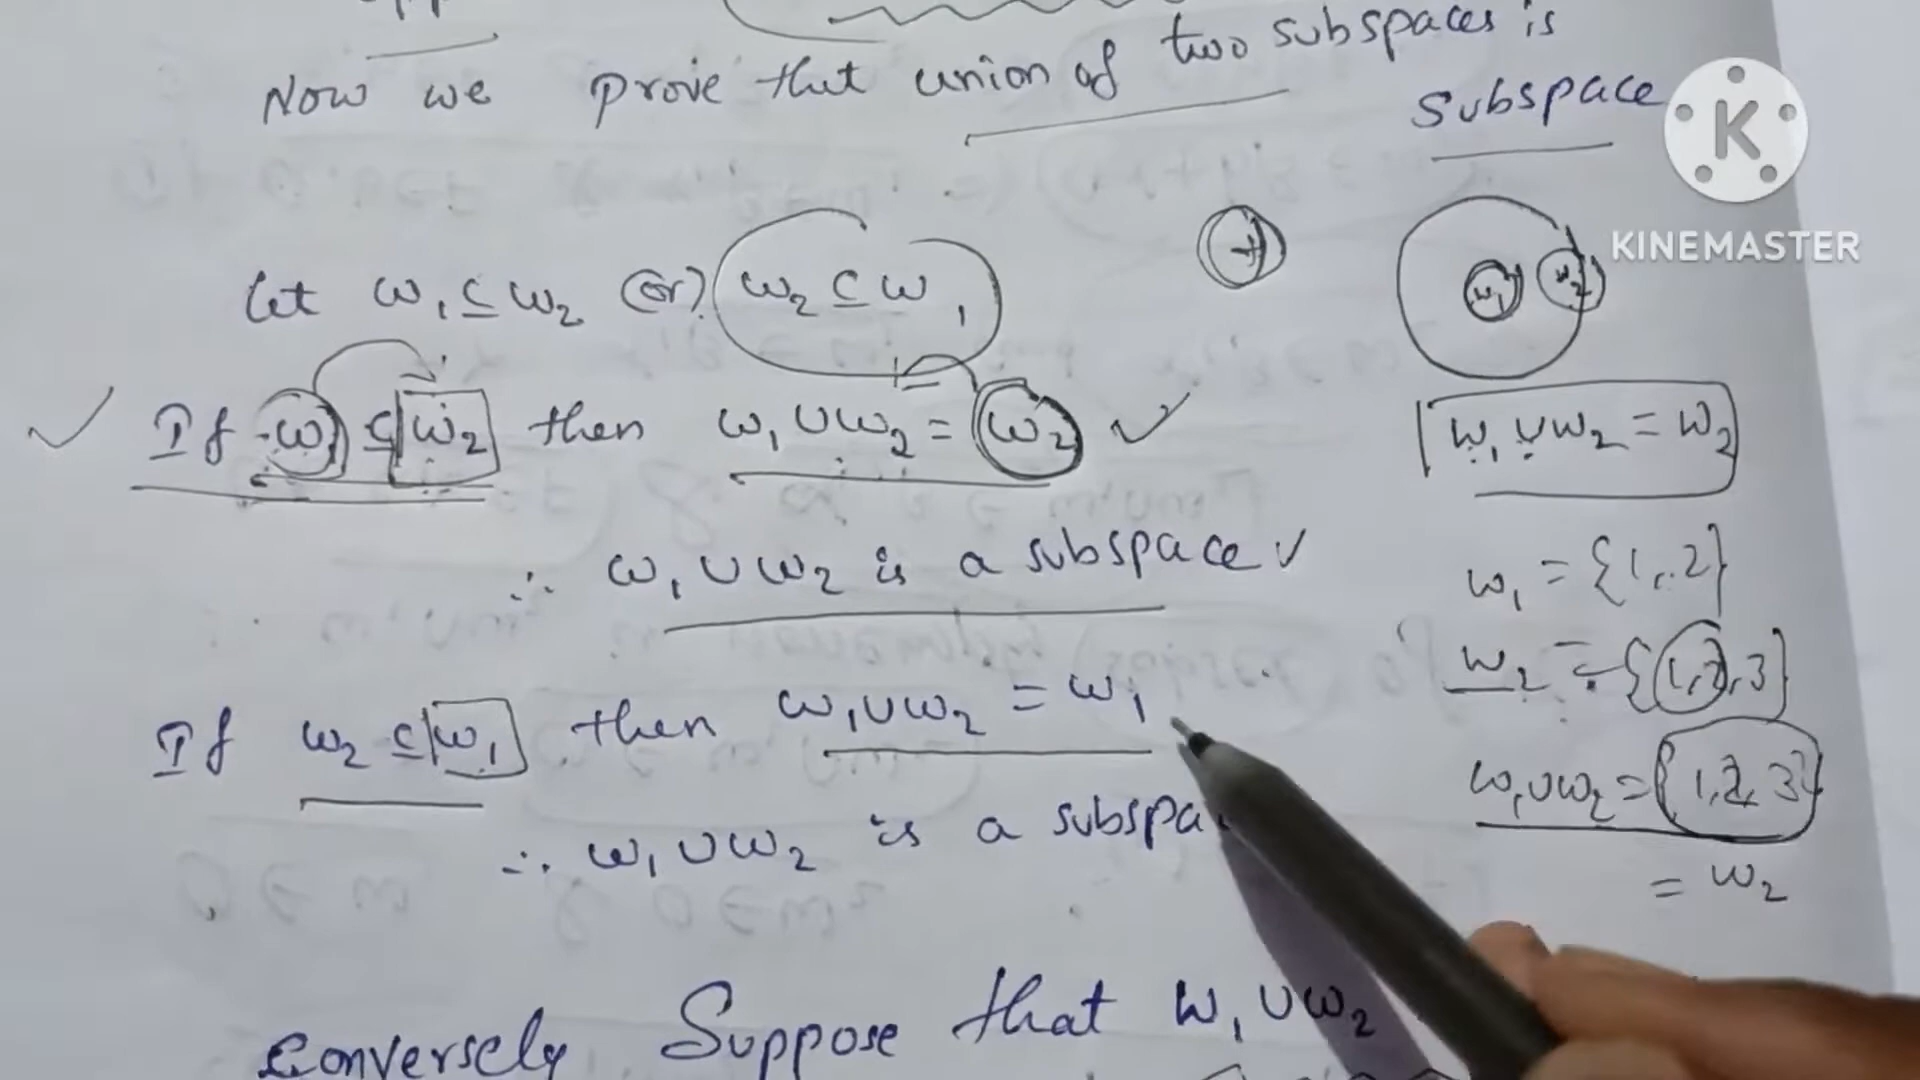 Now we prove that union of two subspaces is
subspace
K
KINEMASTER
Let ω₁ ⊆ ω₂ (or) ω₂ ⊆ ω₁
If ω₁ ⊆ ω₂ then ω₁ ∪ ω₂ = ω₂ ✓
∴ ω₁ ∪ ω₂ is a subspace ✓
If ω₂ ⊆ ω₁ then ω₁ ∪ ω₂ = ω₁
∴ ω₁ ∪ ω₂ is a subspa
Conversely Suppose that W₁ ∪ ω₂
w₁ w₂
W₁ ∪ W₂ = W₂
ω₁ = {1, 2}
w₂ = {1, 2, 3}
ω₁ ∪ ω₂ = {1, 2, 3}
= ω₂